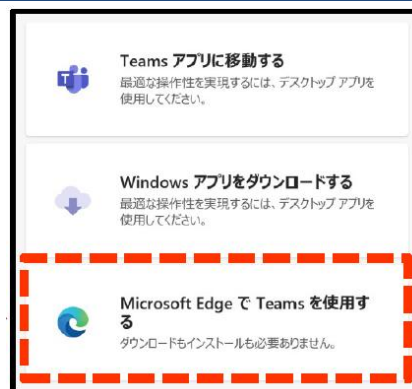 Teams アプリに移動する
最適な操作性を実現するには、デスクトップ アプリを
使用してください。
Windows アプリをダウンロードする
最適な操作性を実現するには、デスクトップ アプリを
使用してください。
Microsoft Edge で Teams を使用す
る
ダウンロードもインストールも必要ありません。